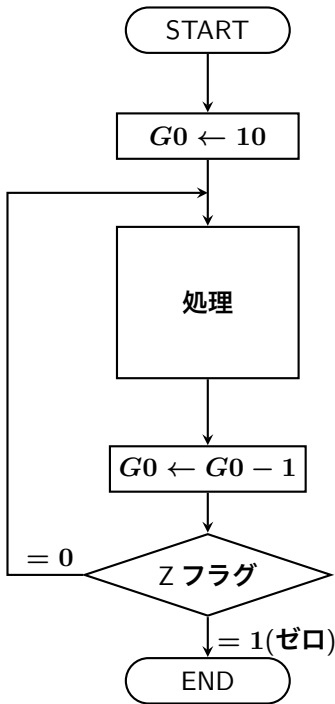 START
G0 ← 10
処理
G0 ← G0 − 1
= 0
Z フラグ
= 1(ゼロ)
END